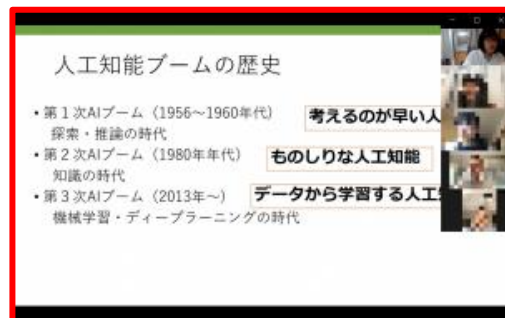 人工知能ブームの歴史
• 第１次AIブーム（1956～1960年代）
考えるのが早い人
探索・推論の時代
• 第２次AIブーム（1980年年代）
ものしりな人工知能
知識の時代
• 第３次AIブーム（2013年～）
データから学習する人工
機械学習・ディープラーニングの時代